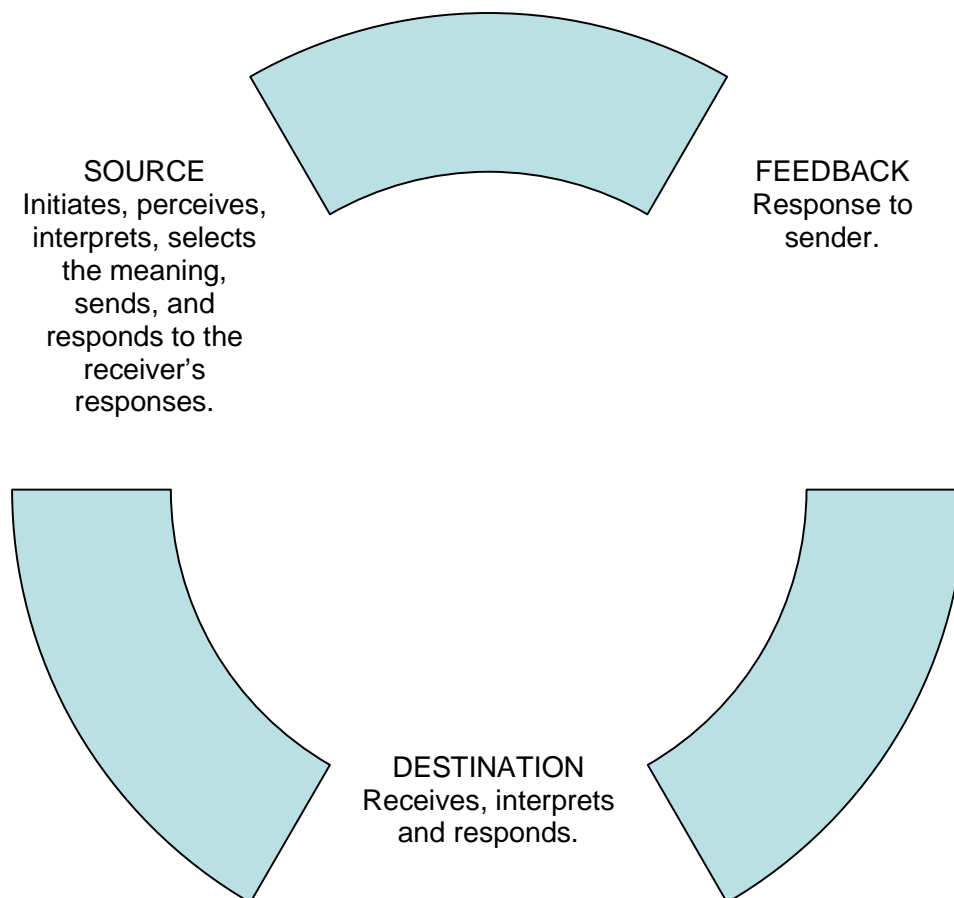 SOURCE
Initiates, perceives,
interprets, selects
the meaning,
sends, and
responds to the
receiver’s
responses.
FEEDBACK
Response to
sender.
DESTINATION
Receives, interprets
and responds.